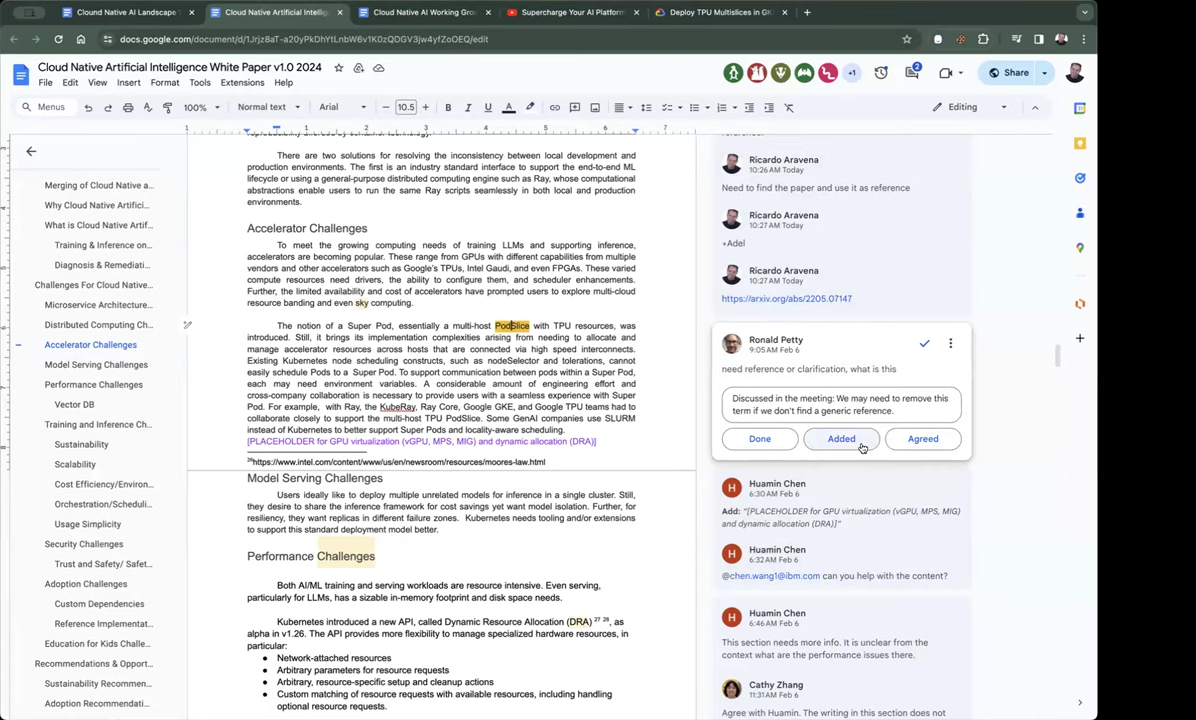 Clound Native AI Landscape
Cloud Native Artificial Intellig
Cloud Native AI Working Gro
Supercharge Your AI Platform
Deploy TPU Multislices in GK
docs.google.com/document/d/1Jrjz8aT-a20yPkDhYtLnbW6v1K0zQDGV3jw4yfZoOEQ/edit
Cloud Native Artificial Intelligence White Paper v1.0 2024
File Edit View Insert Format Tools Extensions Help
+1
2
Share
Menus 100% Normal text Arial 10.5 B I U A Editing
1 1 2 3 4 5 6 7
Merging of Cloud Native a...
Why Cloud Native Artifici...
What is Cloud Native Artif...
Training & Inference on...
Diagnosis & Remediati...
Challenges For Cloud Native...
Microservice Architecture...
Distributed Computing Ch...
Accelerator Challenges
Model Serving Challenges
Performance Challenges
Vector DB
Training and Inference Ch...
Sustainability
Scalability
Cost Efficiency/Environ...
Orchestration/Scheduli...
Usage Simplicity
Security Challenges
Trust and Safety/ Safet...
Adoption Challenges
Custom Dependencies
Reference Implementat...
Education for Kids Challe...
Recommendations & Opport...
Sustainability Recommen...
Adoption Recommendati...
There are two solutions for resolving the inconsistency between local development and
production environments. The first is an industry standard interface to support the end-to-end ML
lifecycle or using a general-purpose distributed computing engine such as Ray, whose computational
abstractions enable users to run the same Ray scripts seamlessly in both local and production
environments.
Accelerator Challenges
To meet the growing computing needs of training LLMs and supporting inference,
accelerators are becoming popular. These range from GPUs with different capabilities from multiple
vendors and other accelerators such as Google's TPUs, Intel Gaudi, and even FPGAs. These varied
compute resources need drivers, the ability to configure them, and scheduler enhancements.
Further, the limited availability and cost of accelerators have prompted users to explore multi-cloud
resource banding and even sky computing.
The notion of a Super Pod, essentially a multi-host PodSlice with TPU resources, was
introduced. Still, it brings its implementation complexities arising from needing to allocate and
manage accelerator resources across hosts that are connected via high speed interconnects.
Existing Kubernetes node scheduling constructs, such as nodeSelector and tolerations, cannot
easily schedule Pods to a Super Pod. To support communication between pods within a Super Pod,
each may need environment variables. A considerable amount of engineering effort and
cross-company collaboration is necessary to provide users with a seamless experience with Super
Pod. For example, with Ray, the KubeRay, Ray Core, Google GKE, and Google TPU teams had to
collaborate closely to support the multi-host TPU PodSlice. Some GenAI companies use SLURM
instead of Kubernetes to better support Super Pods and locality-aware scheduling.
[PLACEHOLDER for GPU virtualization (vGPU, MPS, MIG) and dynamic allocation (DRA)]
26https://www.intel.com/content/www/us/en/newsroom/resources/moores-law.html
Model Serving Challenges
Users ideally like to deploy multiple unrelated models for inference in a single cluster. Still,
they desire to share the inference framework for cost savings yet want model isolation. Further, for
resiliency, they want replicas in different failure zones. Kubernetes needs tooling and/or extensions
to support this standard deployment model better.
Performance Challenges
Both AI/ML training and serving workloads are resource intensive. Even serving,
particularly for LLMs, has a sizable in-memory footprint and disk space needs.
Kubernetes introduced a new API, called Dynamic Resource Allocation (DRA) 27 28, as
alpha in v1.26. The API provides more flexibility to manage specialized hardware resources, in
particular:
● Network-attached resources
● Arbitrary parameters for resource requests
● Arbitrary, resource-specific setup and cleanup actions
● Custom matching of resource requests with available resources, including handling
optional resource requests.
Ricardo Aravena
10:26 AM Today
Need to find the paper and use it as reference
Ricardo Aravena
10:27 AM Today
+Adel
Ricardo Aravena
10:27 AM Today
https://arxiv.org/abs/2205.07147
Ronald Petty
9:05 AM Feb 6
need reference or clarification, what is this
Discussed in the meeting: We may need to remove this
term if we don't find a generic reference.
Done Added Agreed
H Huamin Chen
6:30 AM Feb 6
Add: "[PLACEHOLDER for GPU virtualization (vGPU, MPS, MIG)
and dynamic allocation (DRA)]"
H Huamin Chen
6:32 AM Feb 6
@chen.wang1@ibm.com can you help with the content?
H Huamin Chen
6:46 AM Feb 6
This section needs more info. It is unclear from the
context what are the performance issues there.
Cathy Zhang
11:31 AM Feb 6
Agree with Huamin. The writing in this section does not